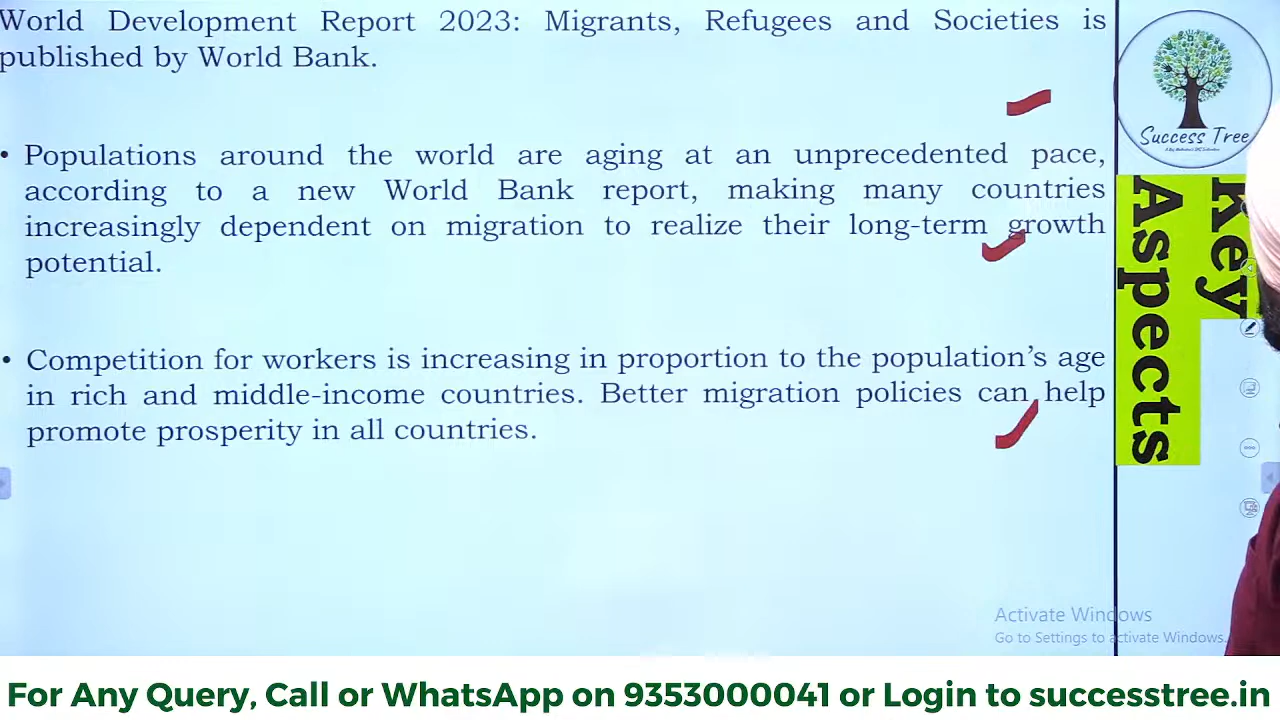 World Development Report 2023: Migrants, Refugees and Societies is
published by World Bank.
• Populations around the world are aging at an unprecedented pace,
according to a new World Bank report, making many countries
increasingly dependent on migration to realize their long-term growth
potential.
• Competition for workers is increasing in proportion to the population's age
in rich and middle-income countries. Better migration policies can help
promote prosperity in all countries.
Success Tree
Key
Aspects
Activate Windows
Go to Settings to activate Windows.
For Any Query, Call or WhatsApp on 9353000041 or Login to successtree.in